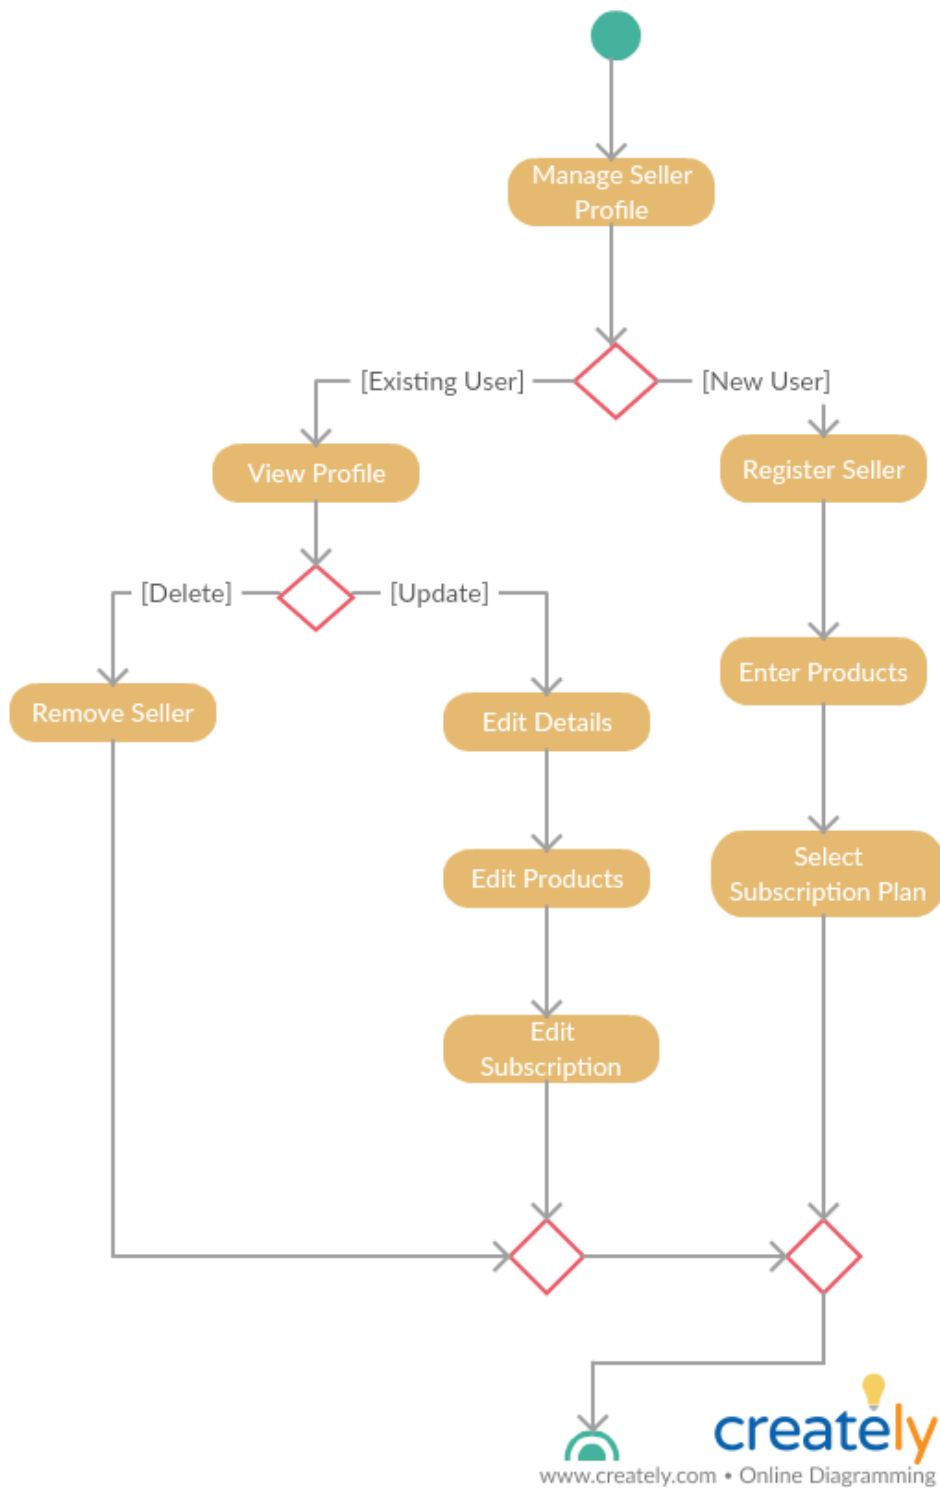 Manage Seller
Profile
[Existing User]
[New User]
View Profile
Register Seller
[Delete]
[Update]
Enter Products
Remove Seller
Edit Details
Select
Subscription Plan
Edit Products
Edit
Subscription
creately
www.creately.com • Online Diagramming